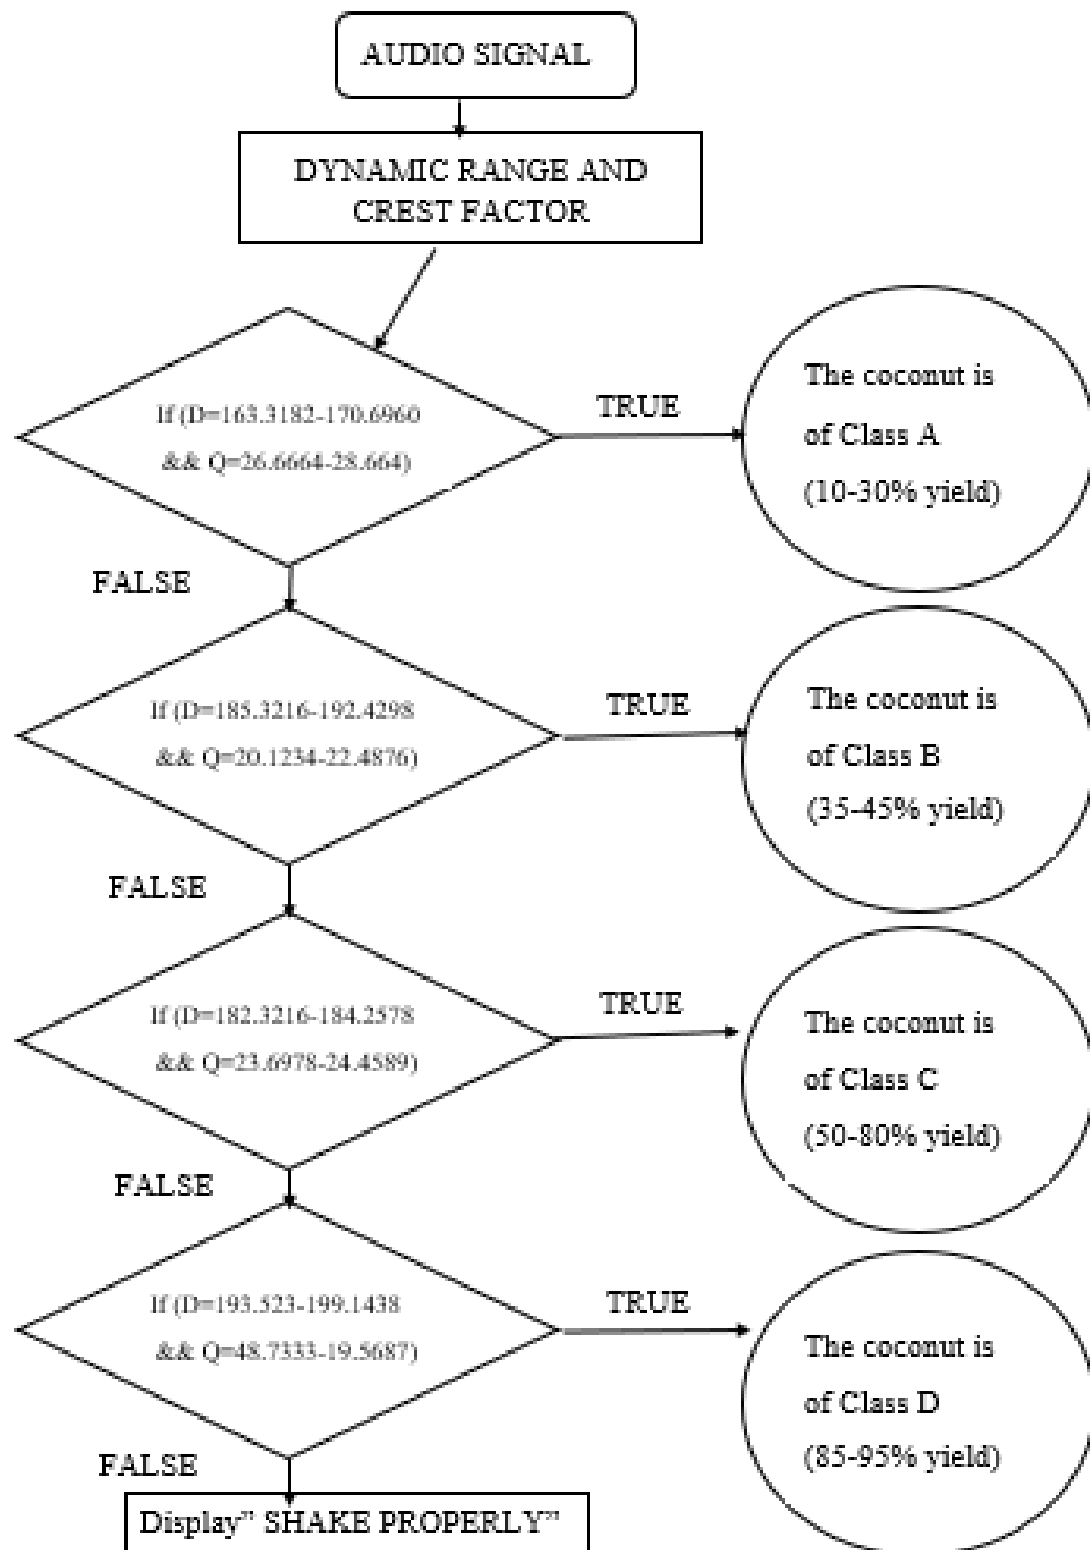 AUDIO SIGNAL
DYNAMIC RANGE AND
CREST FACTOR
If (D=163.3182-170.6960
&& Q=26.6664-28.664)
TRUE
The coconut is
of Class A
(10-30% yield)
FALSE
If (D=185.3216-192.4298
&& Q=20.1234-22.4876)
TRUE
The coconut is
of Class B
(35-45% yield)
FALSE
If (D=182.3216-184.2578
&& Q=23.6978-24.4589)
TRUE
The coconut is
of Class C
(50-80% yield)
FALSE
If (D=193.523-199.1438
&& Q=48.7333-19.5687)
TRUE
The coconut is
of Class D
(85-95% yield)
FALSE
Display” SHAKE PROPERLY”